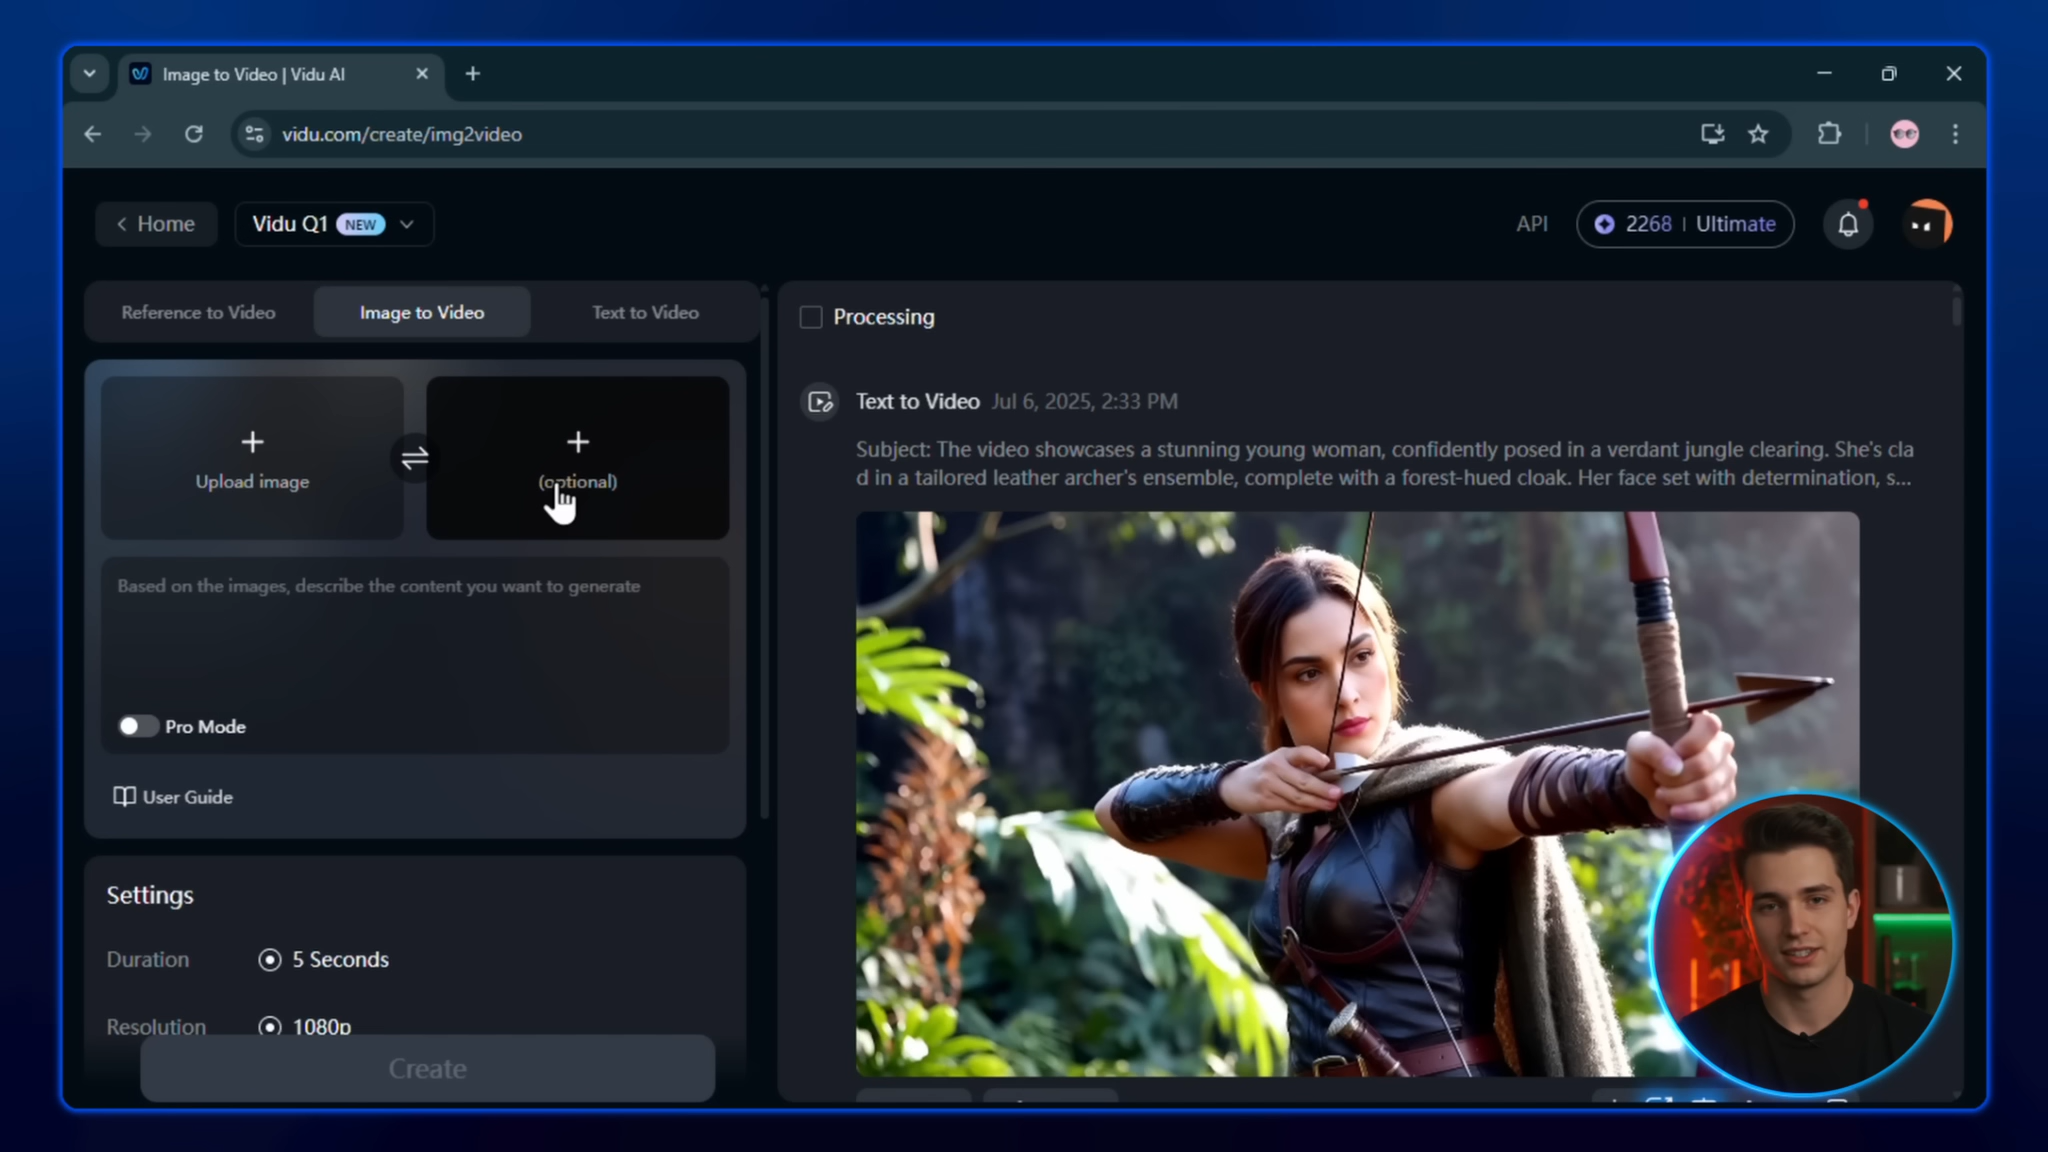 Image to Video | Vidu AI
vidu.com/create/img2video
Home
Vidu Q1 NEW
API
2268 | Ultimate
Reference to Video
Image to Video
Text to Video
Upload image
(optional)
Based on the images, describe the content you want to generate
Pro Mode
User Guide
Settings
Duration
5 Seconds
Resolution
1080p
Create
Processing
Text to Video Jul 6, 2025, 2:33 PM
Subject: The video showcases a stunning young woman, confidently posed in a verdant jungle clearing. She's cla
d in a tailored leather archer's ensemble, complete with a forest-hued cloak. Her face set with determination, s...